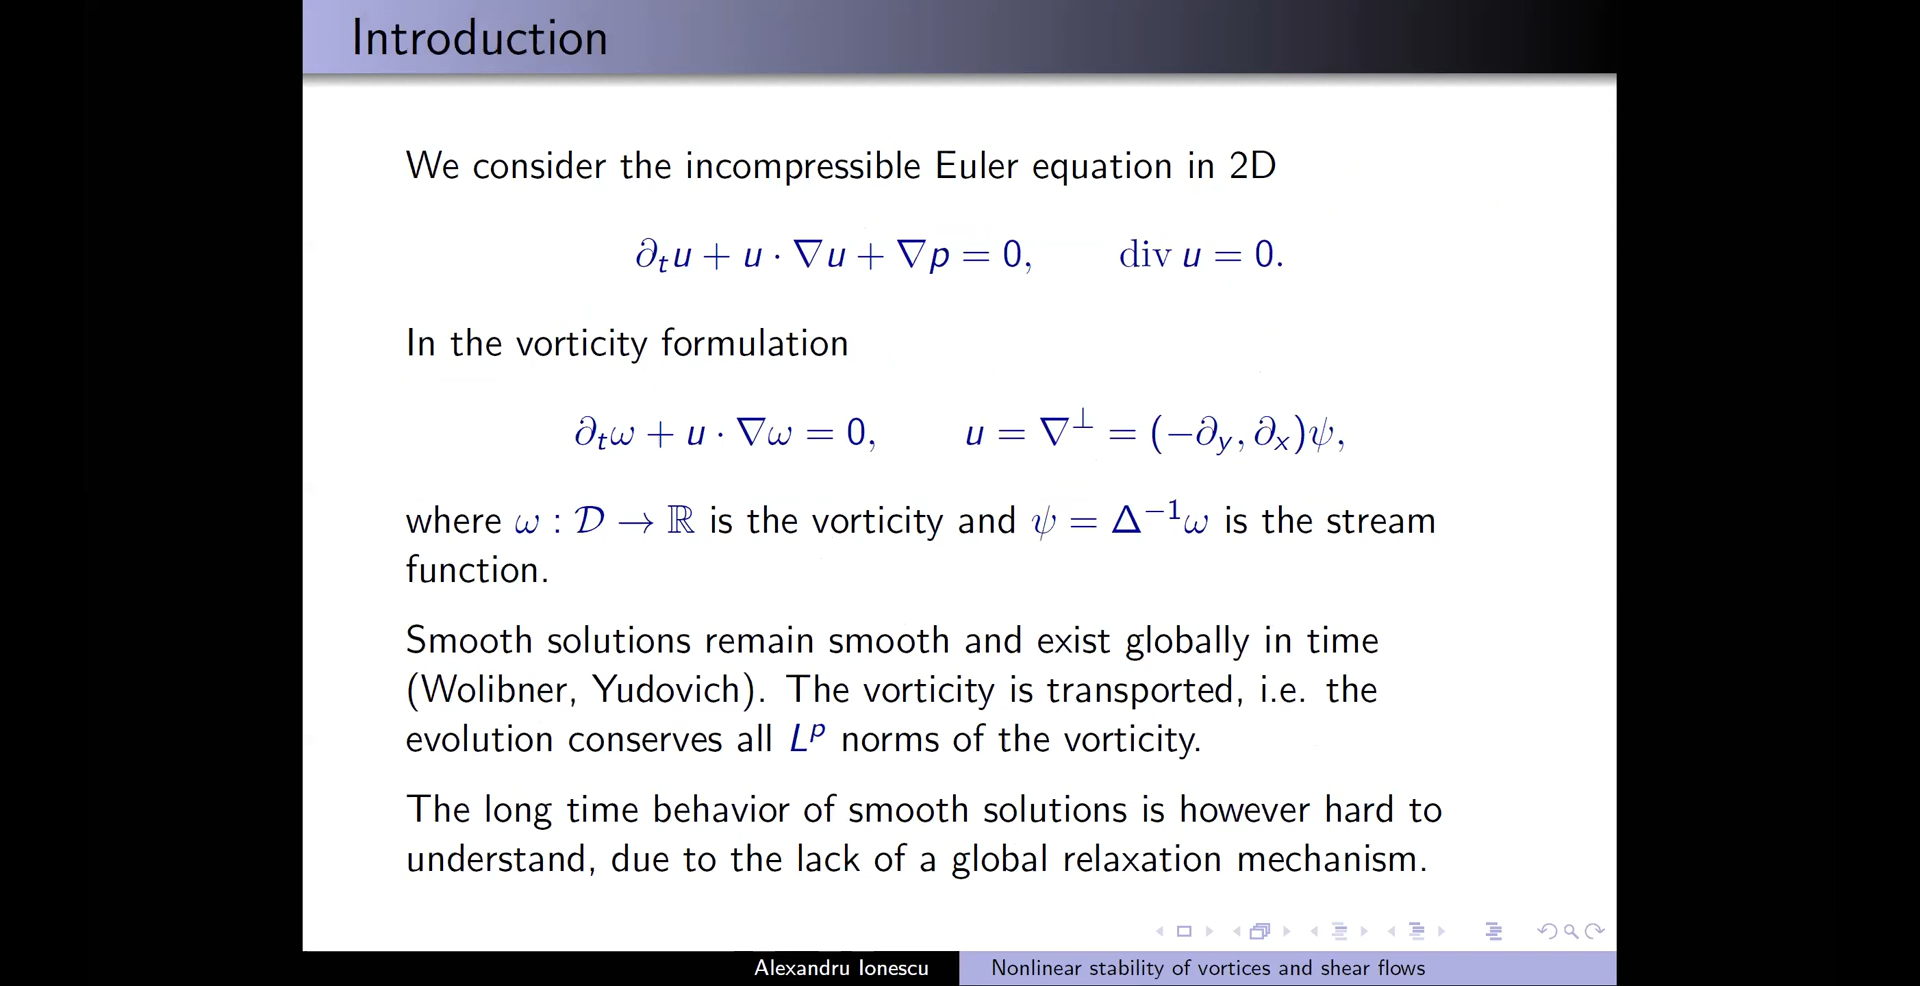 Introduction
We consider the incompressible Euler equation in 2D
∂ₜu + u · ∇u + ∇p = 0,  div u = 0.
In the vorticity formulation
∂ₜω + u · ∇ω = 0,  u = ∇^⊥ = (−∂_y, ∂_x)ψ,
where ω : 𝒟 → ℝ is the vorticity and ψ = Δ⁻¹ω is the stream
function.
Smooth solutions remain smooth and exist globally in time
(Wolibner, Yudovich). The vorticity is transported, i.e. the
evolution conserves all Lᵖ norms of the vorticity.
The long time behavior of smooth solutions is however hard to
understand, due to the lack of a global relaxation mechanism.
Alexandru Ionescu
Nonlinear stability of vortices and shear flows